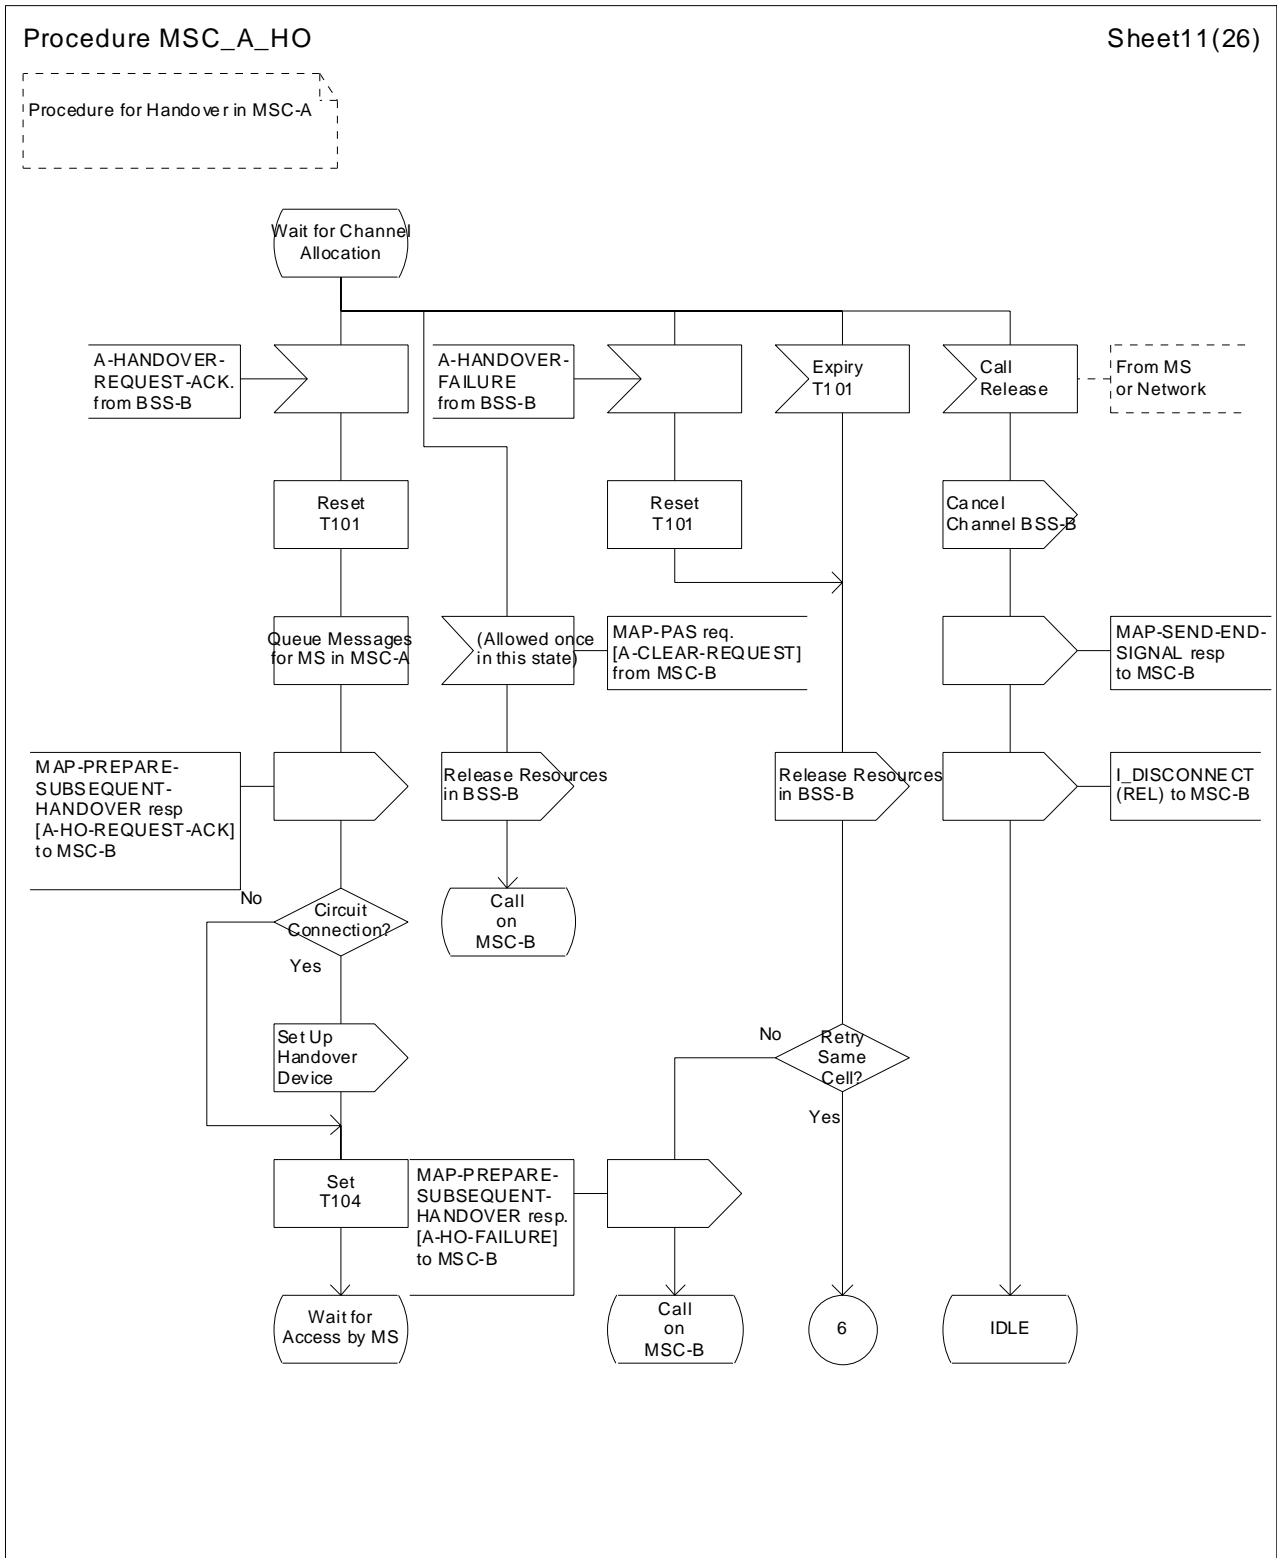 Procedure MSC_A_HO
Sheet11(26)
Procedure for Handover in MSC-A
Wait for Channel
Allocation
A-HANDOVER-
REQUEST-ACK.
from BSS-B
A-HANDOVER-
FAILURE
from BSS-B
Expiry
T101
Call
Release
From MS
or Network
Reset
T101
Reset
T101
Cancel
Channel BSS-B
Queue Messages
for MS in MSC-A
(Allowed once
in this state)
MAP-PAS req.
[A-CLEAR-REQUEST]
from MSC-B
MAP-SEND-END-
SIGNAL resp
to MSC-B
MAP-PREPARE-
SUBSEQUENT-
HANDOVER resp
[A-HO-REQUEST-ACK]
to MSC-B
Release Resources
in BSS-B
Release Resources
in BSS-B
I_DISCONNECT
(REL) to MSC-B
No
Circuit
Connection?
Yes
Call
on
MSC-B
Set Up
Handover
Device
No
Retry
Same
Cell?
Yes
Set
T104
MAP-PREPARE-
SUBSEQUENT-
HANDOVER resp.
[A-HO-FAILURE]
to MSC-B
Wait for
Access by MS
Call
on
MSC-B
6
IDLE